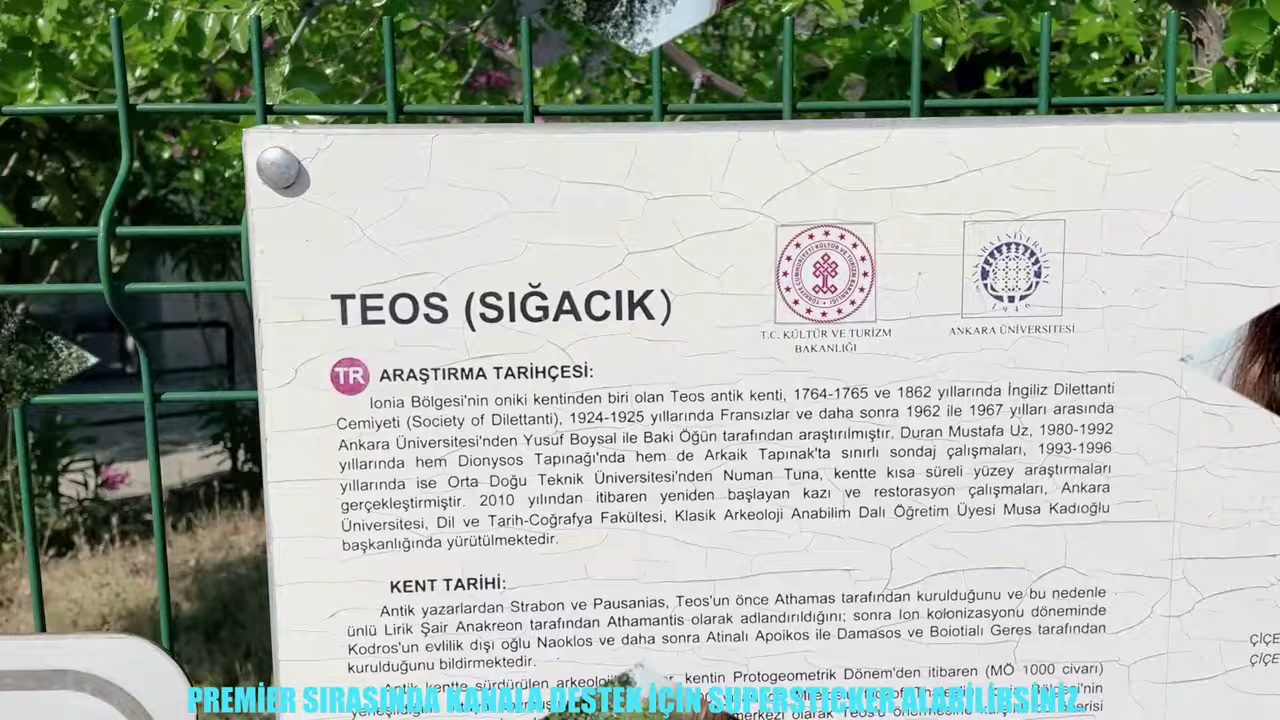 TEOS (SIĞACIK)
T.C. KÜLTÜR VE TURİZM
BAKANLIĞI
ANKARA ÜNİVERSİTESİ
TR ARAŞTIRMA TARİHÇESİ:
Ionia Bölgesi'nin oniki kentinden biri olan Teos antik kenti, 1764-1765 ve 1862 yıllarında İngiliz Dilettanti
Cemiyeti (Society of Dilettanti), 1924-1925 yıllarında Fransızlar ve daha sonra 1962 ile 1967 yılları arasında
Ankara Üniversitesi'nden Yusuf Boysal ile Baki Öğün tarafından araştırılmıştır. Duran Mustafa Uz, 1980-1992
yıllarında hem Dionysos Tapınağı'nda hem de Arkaik Tapınak'ta sınırlı sondaj çalışmaları, 1993-1996
yıllarında ise Orta Doğu Teknik Üniversitesi'nden Numan Tuna, kentte kısa süreli yüzey araştırmaları
gerçekleştirmiştir. 2010 yılından itibaren yeniden başlayan kazı ve restorasyon çalışmaları, Ankara
Üniversitesi, Dil ve Tarih-Coğrafya Fakültesi, Klasik Arkeoloji Anabilim Dalı Öğretim Üyesi Musa Kadıoğlu
başkanlığında yürütülmektedir.
KENT TARİHİ:
Antik yazarlardan Strabon ve Pausanias, Teos'un önce Athamas tarafından kurulduğunu ve bu nedenle
ünlü Lirik Şair Anakreon tarafından Athamantis olarak adlandırıldığını; sonra Ion kolonizasyonu döneminde
Kodros'un evlilik dışı oğlu Naoklos ve daha sonra Atinalı Apoikos ile Damasos ve Boiotialı Geres tarafından
kurulduğunu bildirmektedir.
Antik kentte sürdürülen kentin Protogeometrik Dönem'den itibaren (MÖ 1000 civarı)
ÇİÇE
ÇİÇE
PREMİER SIRASINDA KANALA DESTEK İÇİN SUPERSTICKER ALABİLİRSİNİZ